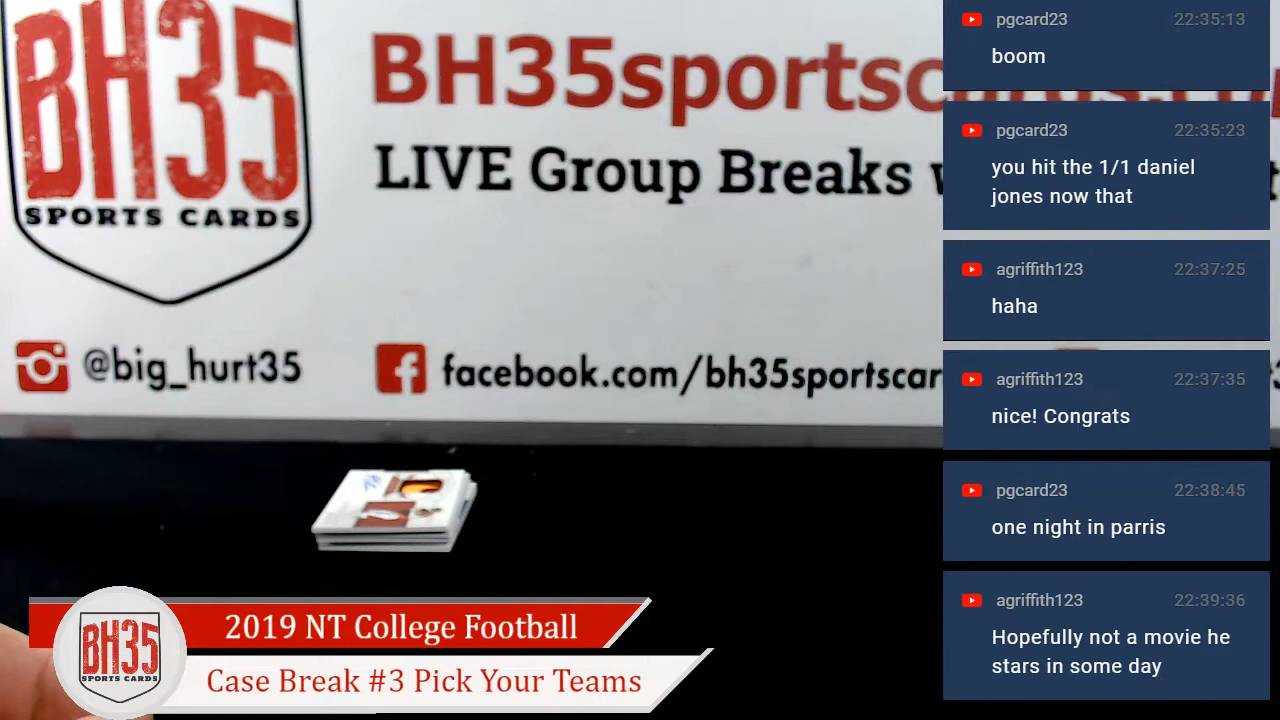 BH35
SPORTS CARDS
BH35sportscards.com
LIVE Group Breaks
@big_hurt35
facebook.com/bh35sportscar
2019 NT College Football
Case Break #3 Pick Your Teams
BH35
SPORTS CARDS
pgcard23 22:35:13
boom
pgcard23 22:35:23
you hit the 1/1 daniel
jones now that
agriffith123 22:37:25
haha
agriffith123 22:37:35
nice! Congrats
pgcard23 22:38:45
one night in parris
agriffith123 22:39:36
Hopefully not a movie he
stars in some day